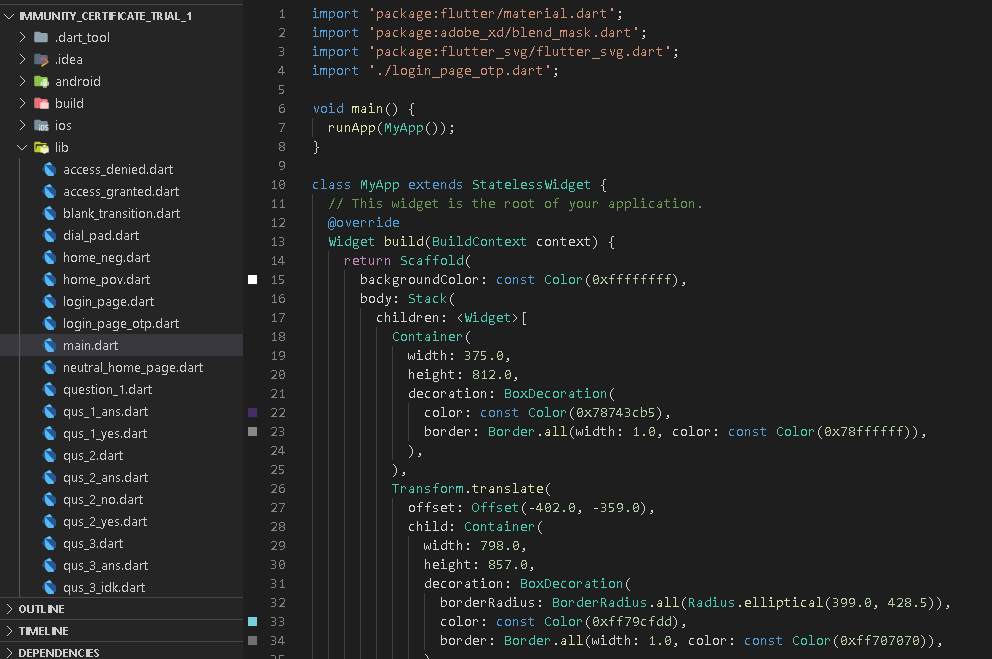 IMMUNITY_CERTIFICATE_TRIAL_1
.dart_tool
.idea
android
build
ios
lib
access_denied.dart
access_granted.dart
blank_transition.dart
dial_pad.dart
home_neg.dart
home_pov.dart
login_page.dart
login_page_otp.dart
main.dart
neutral_home_page.dart
question_1.dart
qus_1_ans.dart
qus_1_yes.dart
qus_2.dart
qus_2_ans.dart
qus_2_no.dart
qus_2_yes.dart
qus_3.dart
qus_3_ans.dart
qus_3_idk.dart
OUTLINE
TIMELINE
DEPENDENCIES
1 import 'package:flutter/material.dart';
2 import 'package:adobe_xd/blend_mask.dart';
3 import 'package:flutter_svg/flutter_svg.dart';
4 import './login_page_otp.dart';
5
6 void main() {
7 runApp(MyApp());
8 }
9
10 class MyApp extends StatelessWidget {
11 // This widget is the root of your application.
12 @override
13 Widget build(BuildContext context) {
14 return Scaffold(
15 backgroundColor: const Color(0xffffffff),
16 body: Stack(
17 children: <Widget>[
18 Container(
19 width: 375.0,
20 height: 812.0,
21 decoration: BoxDecoration(
22 color: const Color(0x78743cb5),
23 border: Border.all(width: 1.0, color: const Color(0x78ffffff)),
24 ),
25 ),
26 Transform.translate(
27 offset: Offset(-402.0, -359.0),
28 child: Container(
29 width: 798.0,
30 height: 857.0,
31 decoration: BoxDecoration(
32 borderRadius: BorderRadius.all(Radius.elliptical(399.0, 428.5)),
33 color: const Color(0xff79cfdd),
34 border: Border.all(width: 1.0, color: const Color(0xff707070)),